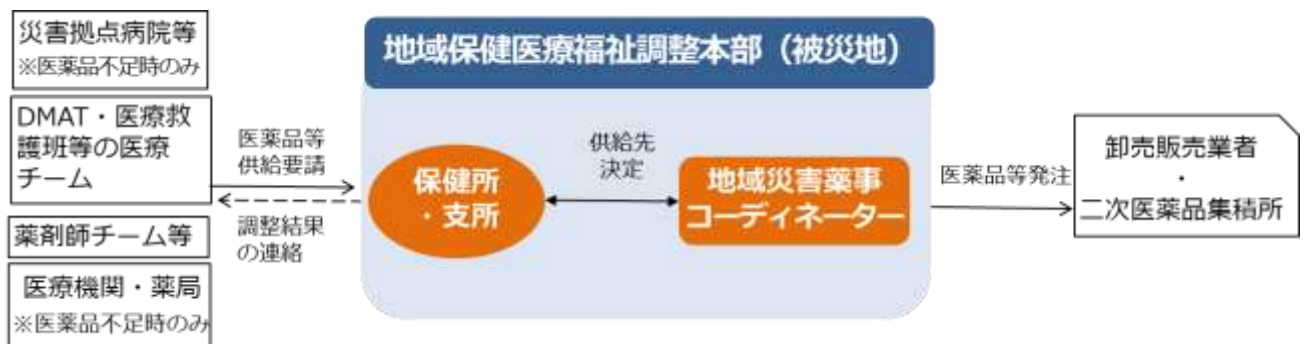 災害拠点病院等
※医薬品不足時のみ
DMAT・医療救
護班等の医療
チーム
薬剤師チーム等
医療機関・薬局
※医薬品不足時のみ
医薬品等
供給要請
調整結果
の連絡
地域保健医療福祉調整本部（被災地）
保健所
・支所
供給先
決定
地域災害薬事
コーディネーター
医薬品等発注
卸売販売業者
・
二次医薬品集積所